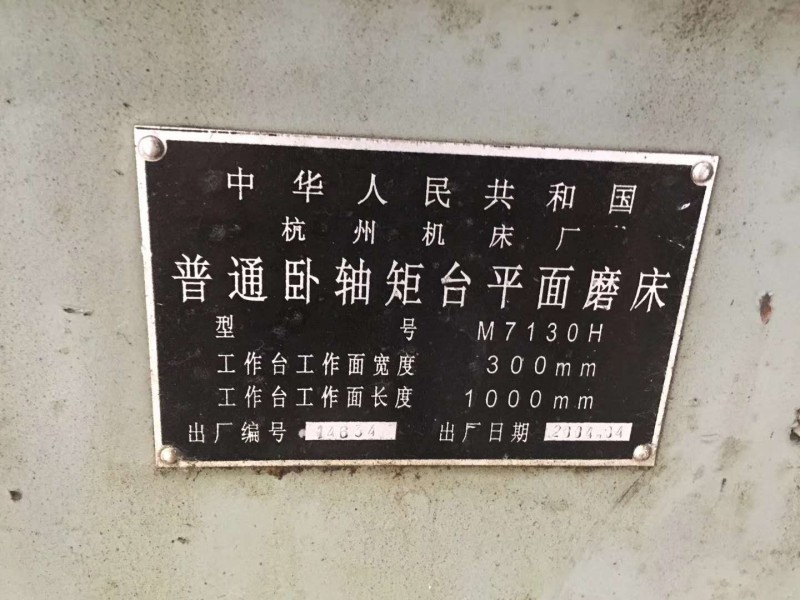 中华人民共和国
杭州机床厂
普通卧轴矩台平面磨床
型号 M7130H
工作台工作面宽度 300mm
工作台工作面长度 1000mm
出厂编号 出厂日期 2004.04